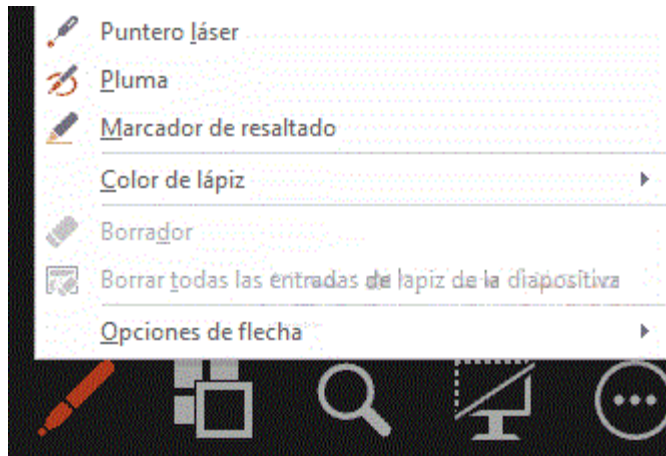 Puntero láser
Pluma
Marcador de resaltado
Color de lápiz
Borrador
Borrar todas las entradas de lapiz de la diapositiva
Opciones de flecha